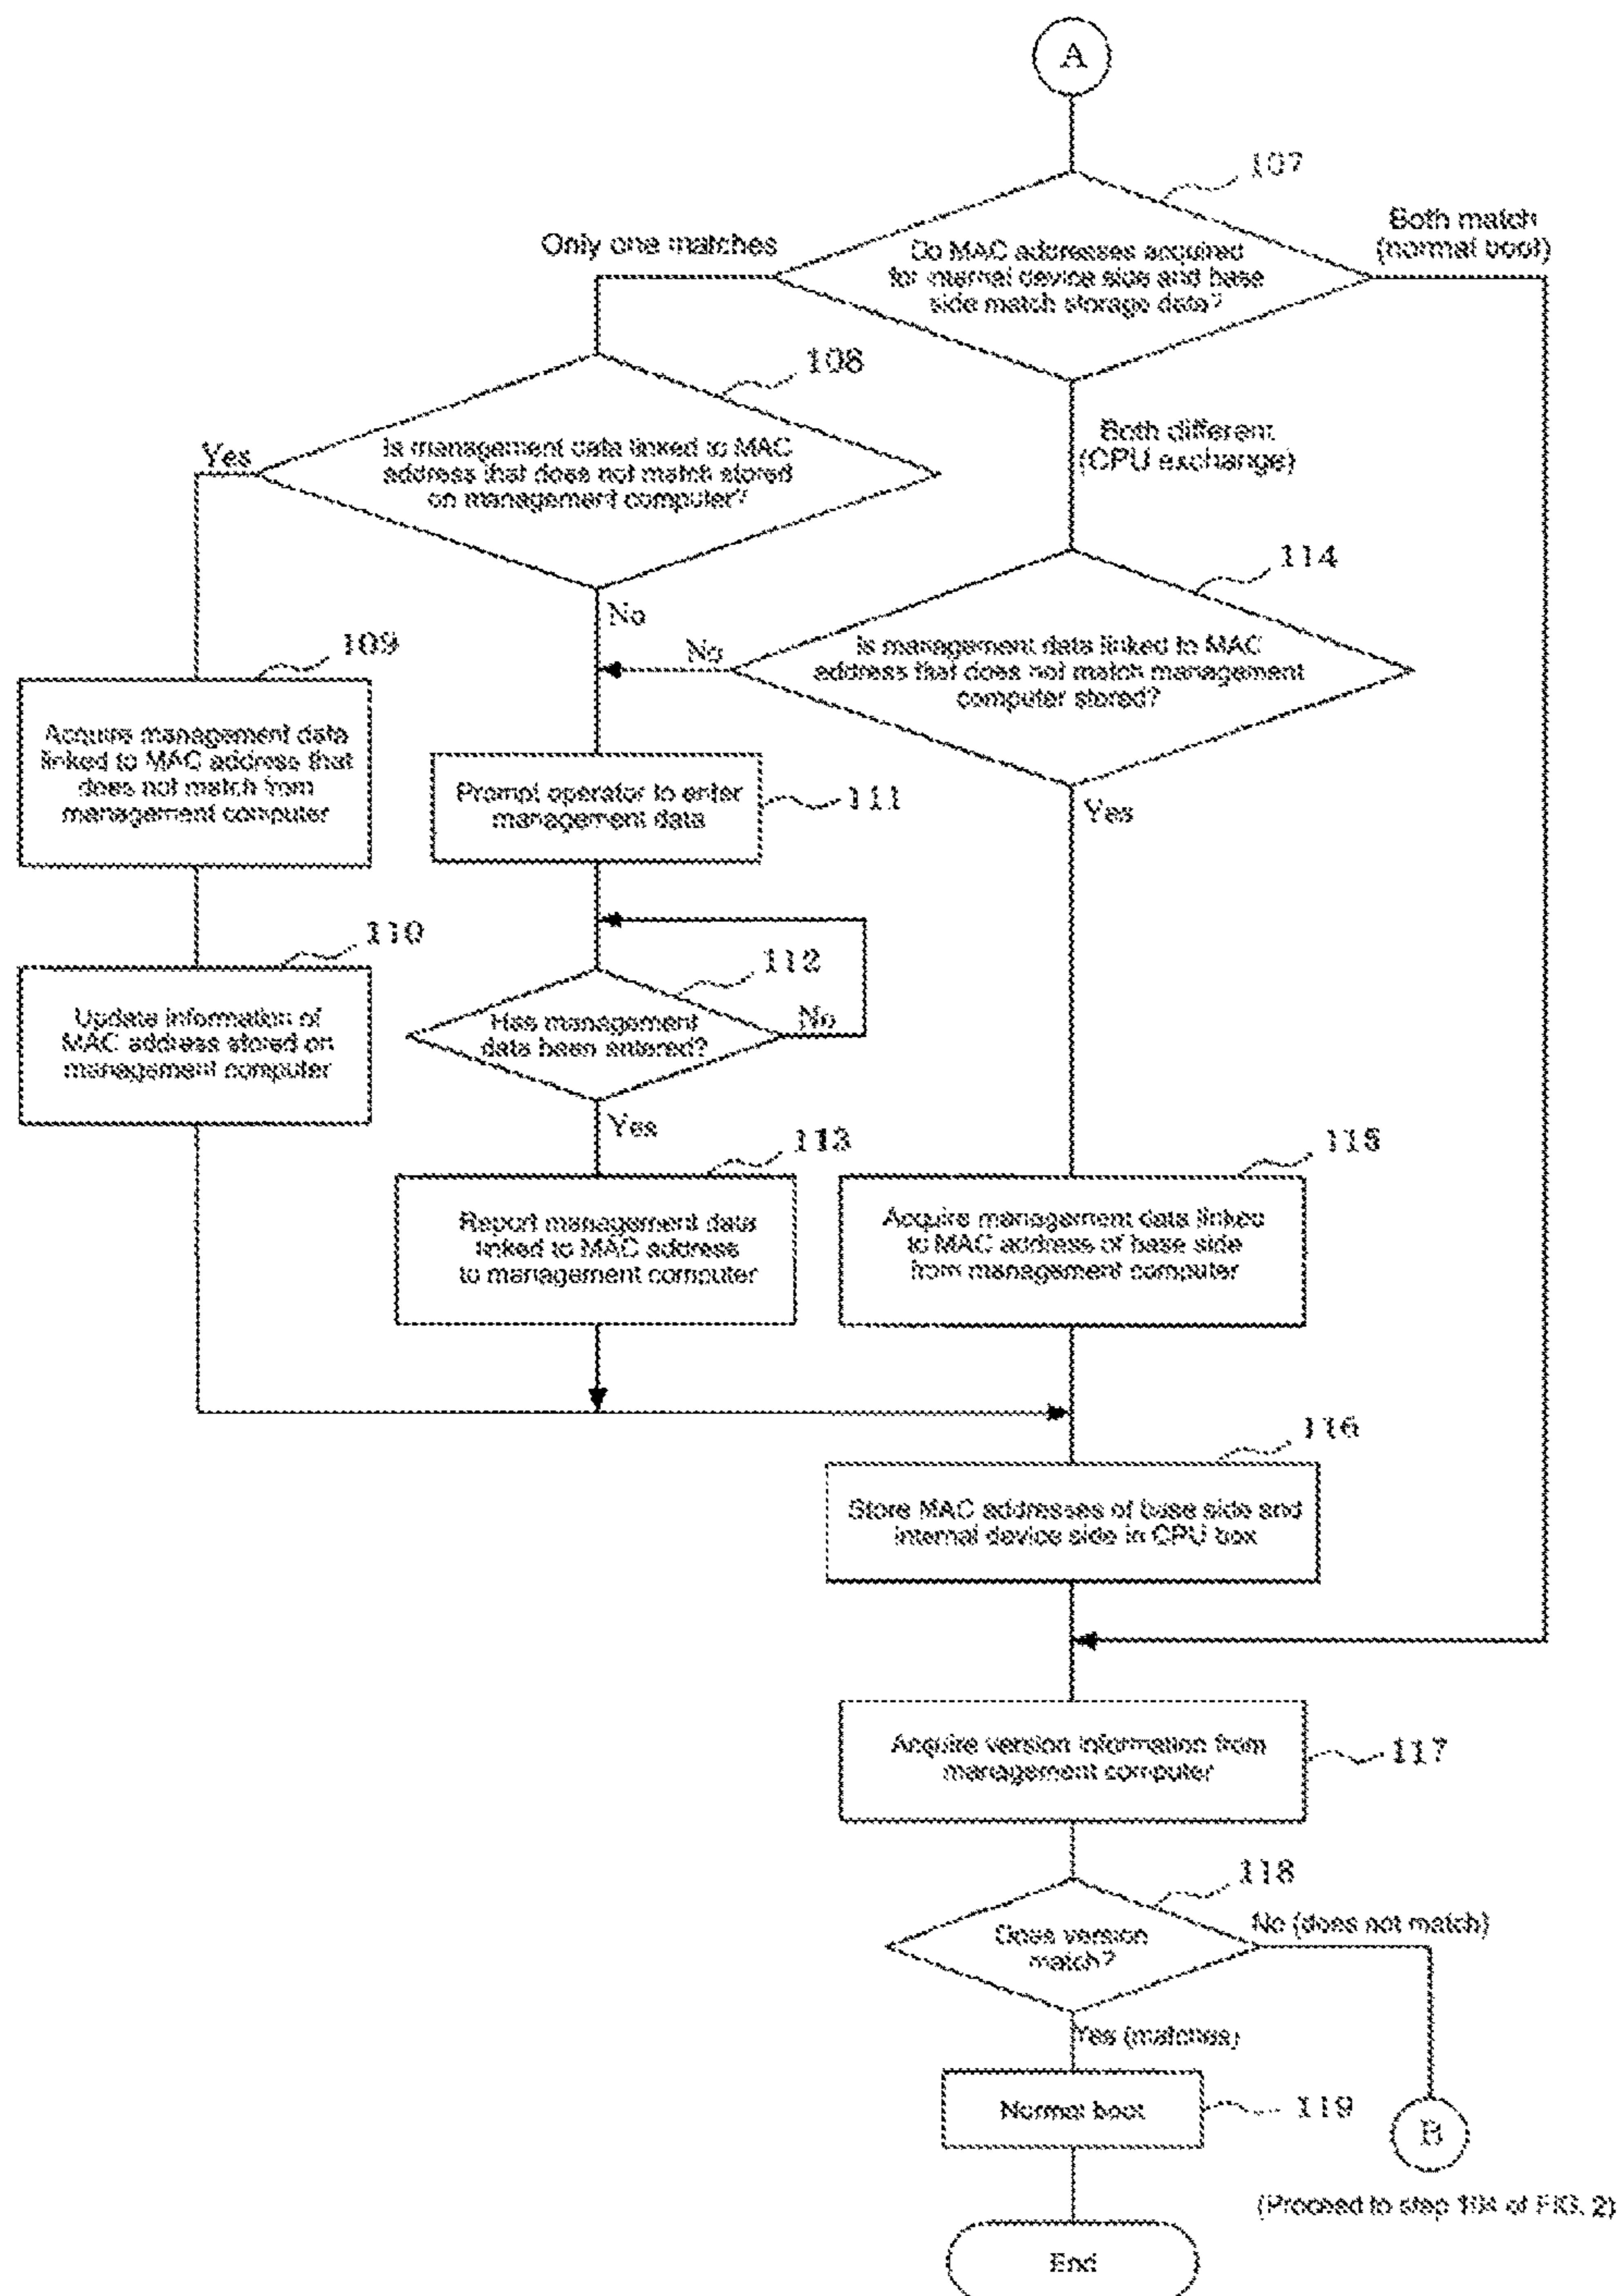 A
107
Both match
(normal boot)
Only one matches
Do MAC addresses acquired
for internal device side and base
side match storage data?
108
Both different
(CPU exchange)
Yes
Is management data linked to MAC
address that does not match stored
on management computer?
114
No
109
No
Is management data linked to MAC
address that does not match management
computer stored?
Acquire management data
linked to MAC address that
does not match from
management computer
Prompt operator to enter
management data
111
Yes
110
112
Update information of
MAC address stored on
management computer
Has management
data been entered?
No
Yes
113
115
Report management data
linked to MAC address
to management computer
Acquire management data linked
to MAC address of base side
from management computer
116
Store MAC addresses of base side and
internal device side in CPU box
Acquire version information from
management computer
117
118
No (does not match)
Does version
match?
Yes (matches)
Normal boot
119
B
(Proceed to step 104 of FIG. 2)
End